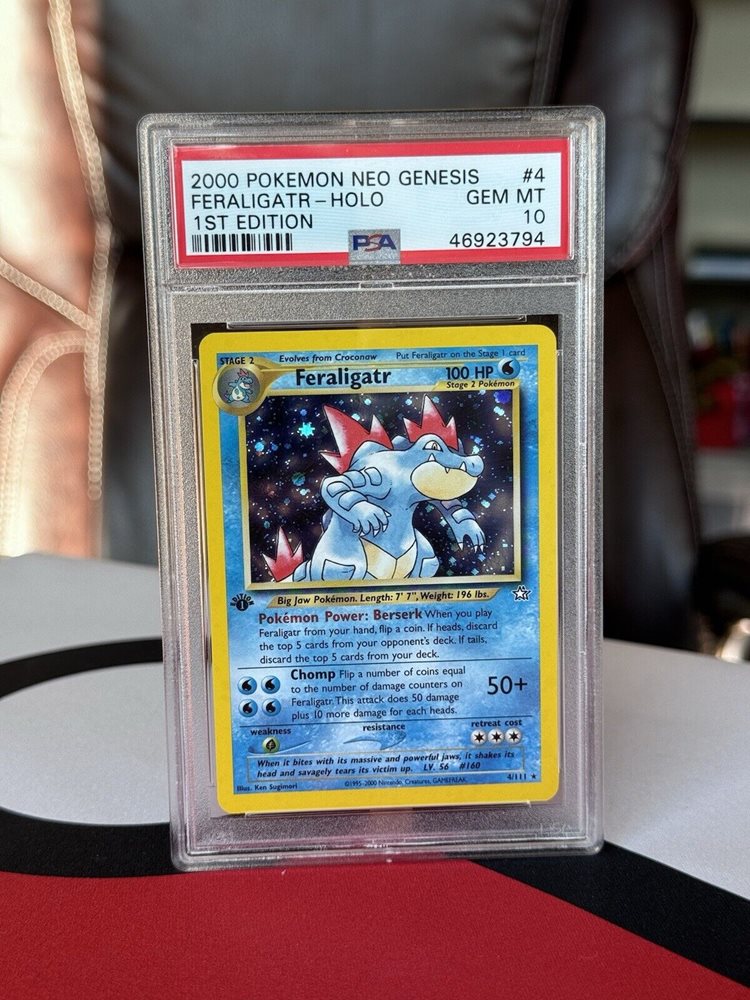 2000 POKEMON NEO GENESIS #4
FERALIGATR - HOLO GEM MT
1ST EDITION 10
PSA 46923794
STAGE 2 Evolves from Croconaw Put Feraligatr on the Stage 1 card
Feraligatr 100 HP
Stage 2 Pokémon
EDITION 1
Big Jaw Pokémon. Length: 7' 7", Weight: 196 lbs.
Pokémon Power: Berserk When you play
Feraligatr from your hand, flip a coin. If heads, discard
the top 5 cards from your opponent's deck. If tails,
discard the top 5 cards from your deck.
Chomp Flip a number of coins equal
to the number of damage counters on
Feraligatr. This attack does 50 damage
plus 10 more damage for each heads.
50+
weakness resistance retreat cost
When it bites with its massive and powerful jaws, it shakes its
head and savagely tears its victim up. LV. 56 #160
Illus. Ken Sugimori ©1995-2000 Nintendo, Creatures, GAMEFREAK. 4/111 ★